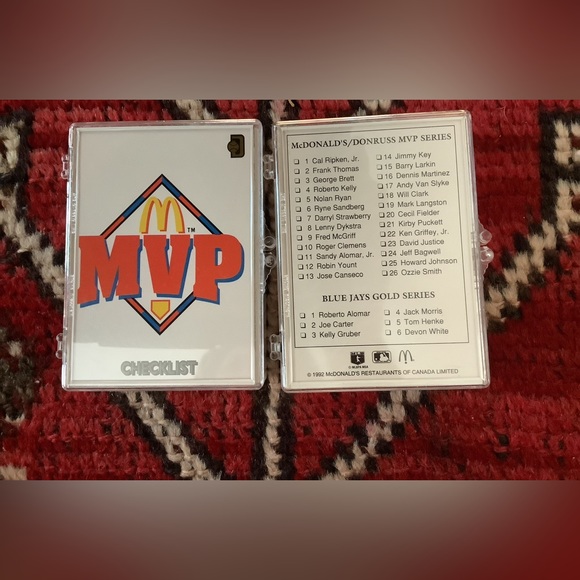 MVP
TM
CHECKLIST
McDONALD'S/DONRUSS MVP SERIES
1 Cal Ripken, Jr.
2 Frank Thomas
3 George Brett
4 Roberto Kelly
5 Nolan Ryan
6 Ryne Sandberg
7 Darryl Strawberry
8 Lenny Dykstra
9 Fred McGriff
10 Roger Clemens
11 Sandy Alomar, Jr.
12 Robin Yount
13 Jose Canseco
14 Jimmy Key
15 Barry Larkin
16 Dennis Martinez
17 Andy Van Slyke
18 Will Clark
19 Mark Langston
20 Cecil Fielder
21 Kirby Puckett
22 Ken Griffey, Jr.
23 David Justice
24 Jeff Bagwell
25 Howard Johnson
26 Ozzie Smith
BLUE JAYS GOLD SERIES
1 Roberto Alomar
2 Joe Carter
3 Kelly Gruber
4 Jack Morris
5 Tom Henke
6 Devon White
© 1992 McDONALD'S RESTAURANTS OF CANADA LIMITED